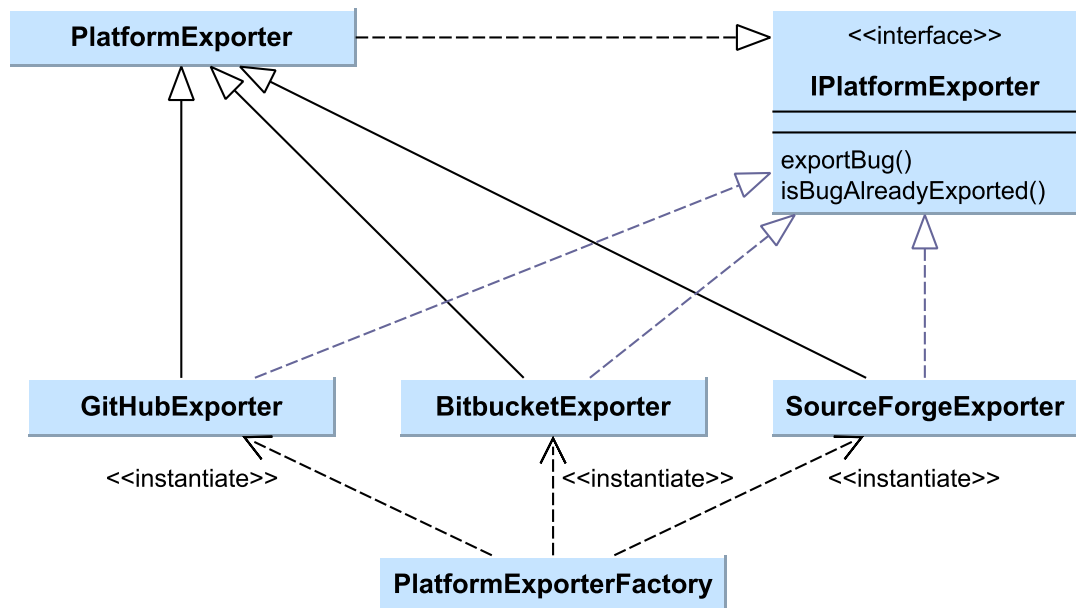 PlatformExporter
<<interface>>
IPlatformExporter
exportBug()
isBugAlreadyExported()
GitHubExporter
BitbucketExporter
SourceForgeExporter
<<instantiate>>
<<instantiate>>
<<instantiate>>
PlatformExporterFactory